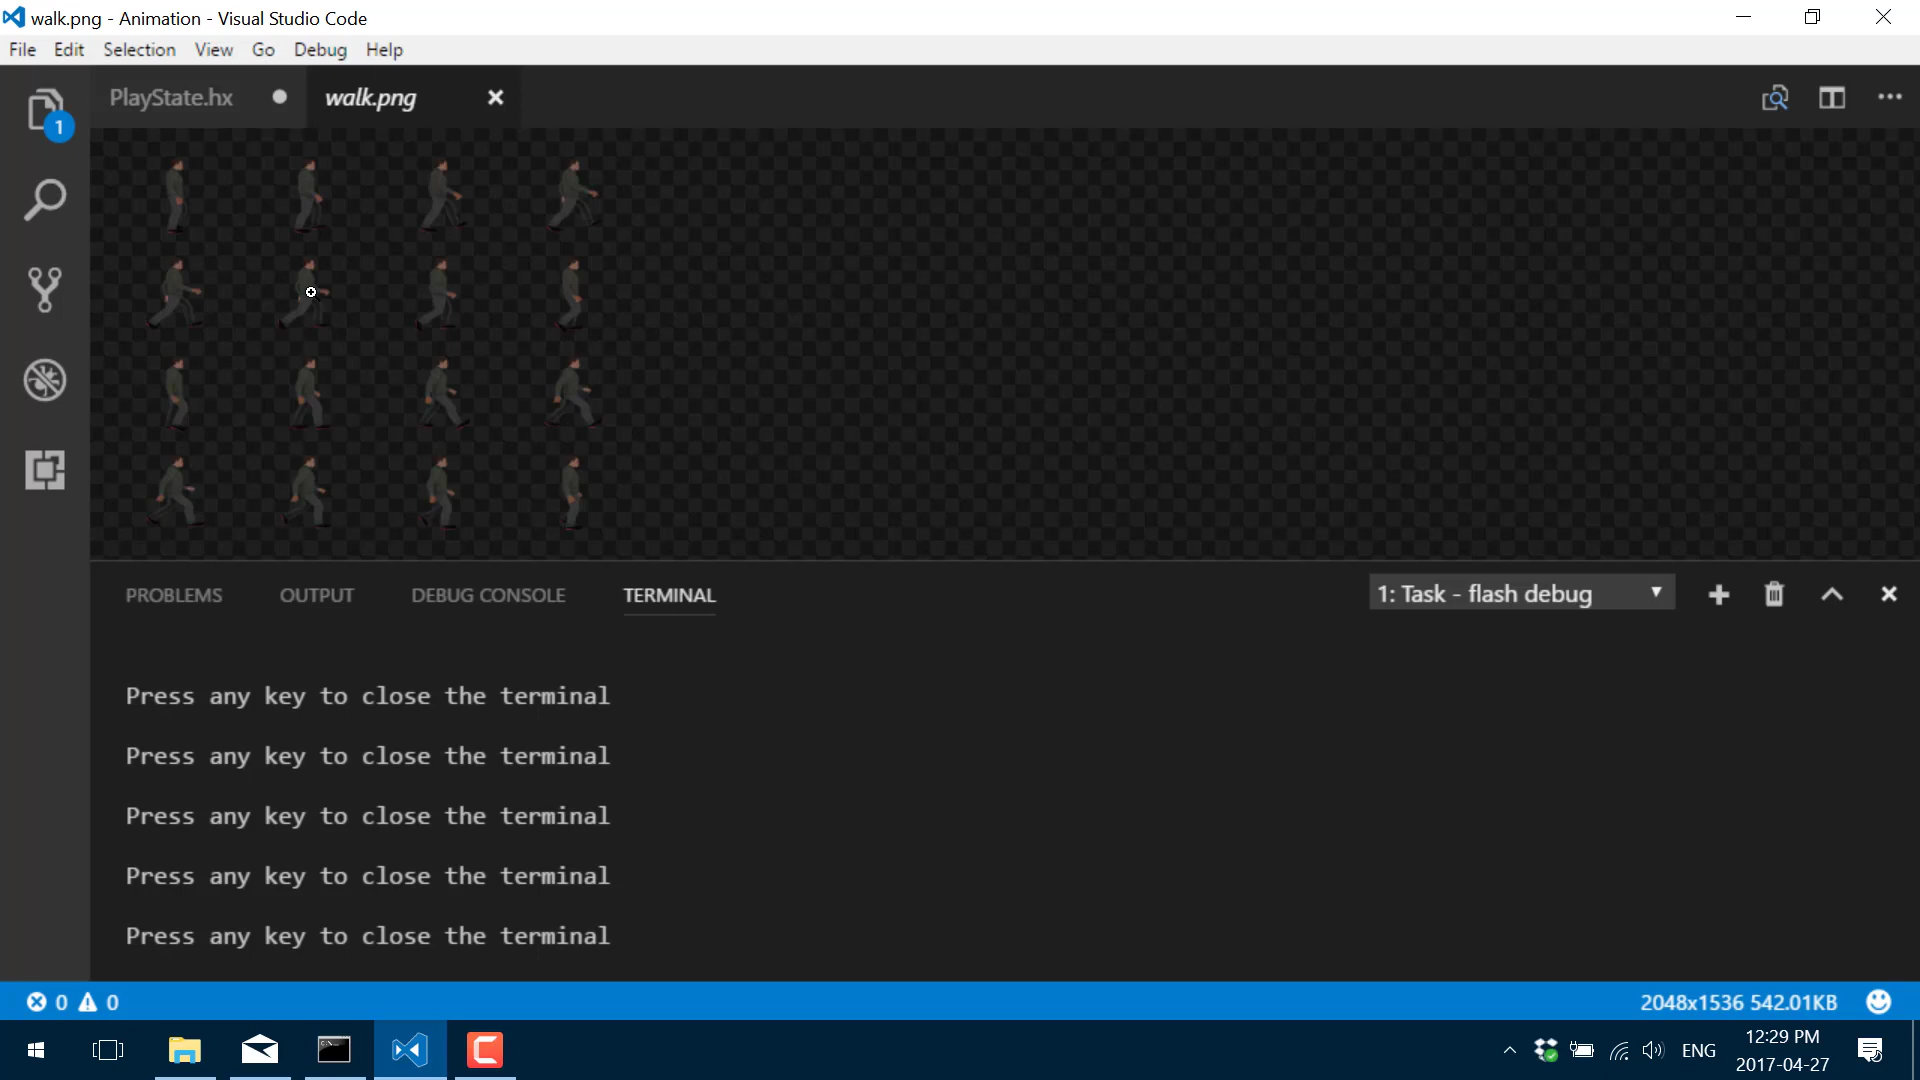 walk.png - Animation - Visual Studio Code
File Edit Selection View Go Debug Help
PlayState.hx walk.png
1
PROBLEMS OUTPUT DEBUG CONSOLE TERMINAL 1: Task - flash debug
Press any key to close the terminal
Press any key to close the terminal
Press any key to close the terminal
Press any key to close the terminal
Press any key to close the terminal
0 0 2048x1536 542.01KB
ENG 12:29 PM
2017-04-27